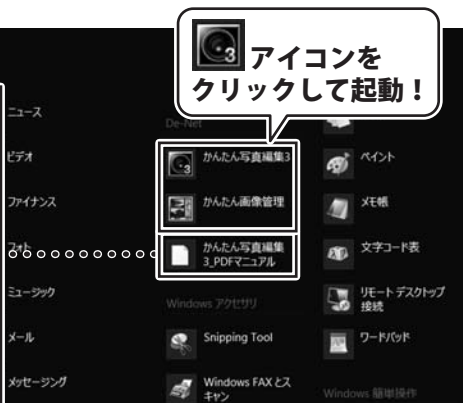 3 アイコンを
クリックして起動！
ニュース
ビデオ
ファイナンス
フォト
ミュージック
メール
メッセージング
De-Net
かんたん写真編集3
かんたん画像管理
かんたん写真編集
3_PDFマニュアル
Windows アクセサリ
Snipping Tool
Windows FAX とス
キャン
ペイント
メモ帳
文字コード表
リモート デスクトップ
接続
ワードパッド
Windows 簡単操作